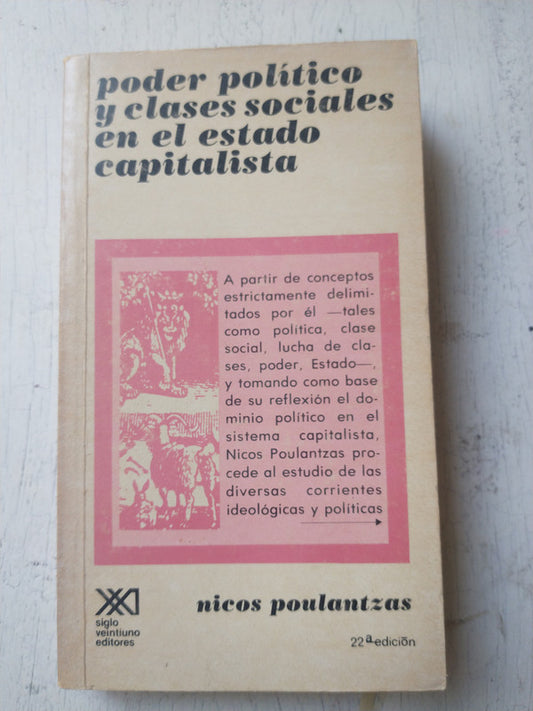 poder político
y clases sociales
en el estado
capitalista
A partir de conceptos
estrictamente delimi-
tados por él —tales
como política, clase
social, lucha de cla-
ses, poder, Estado—,
y tomando como base
de su reflexión el do-
minio político en el
sistema capitalista,
Nicos Poulantzas pro-
cede al estudio de las
diversas corrientes
ideológicas y políticas
XXI
siglo
veintiuno
editores
nicos poulantzas
22ª edición